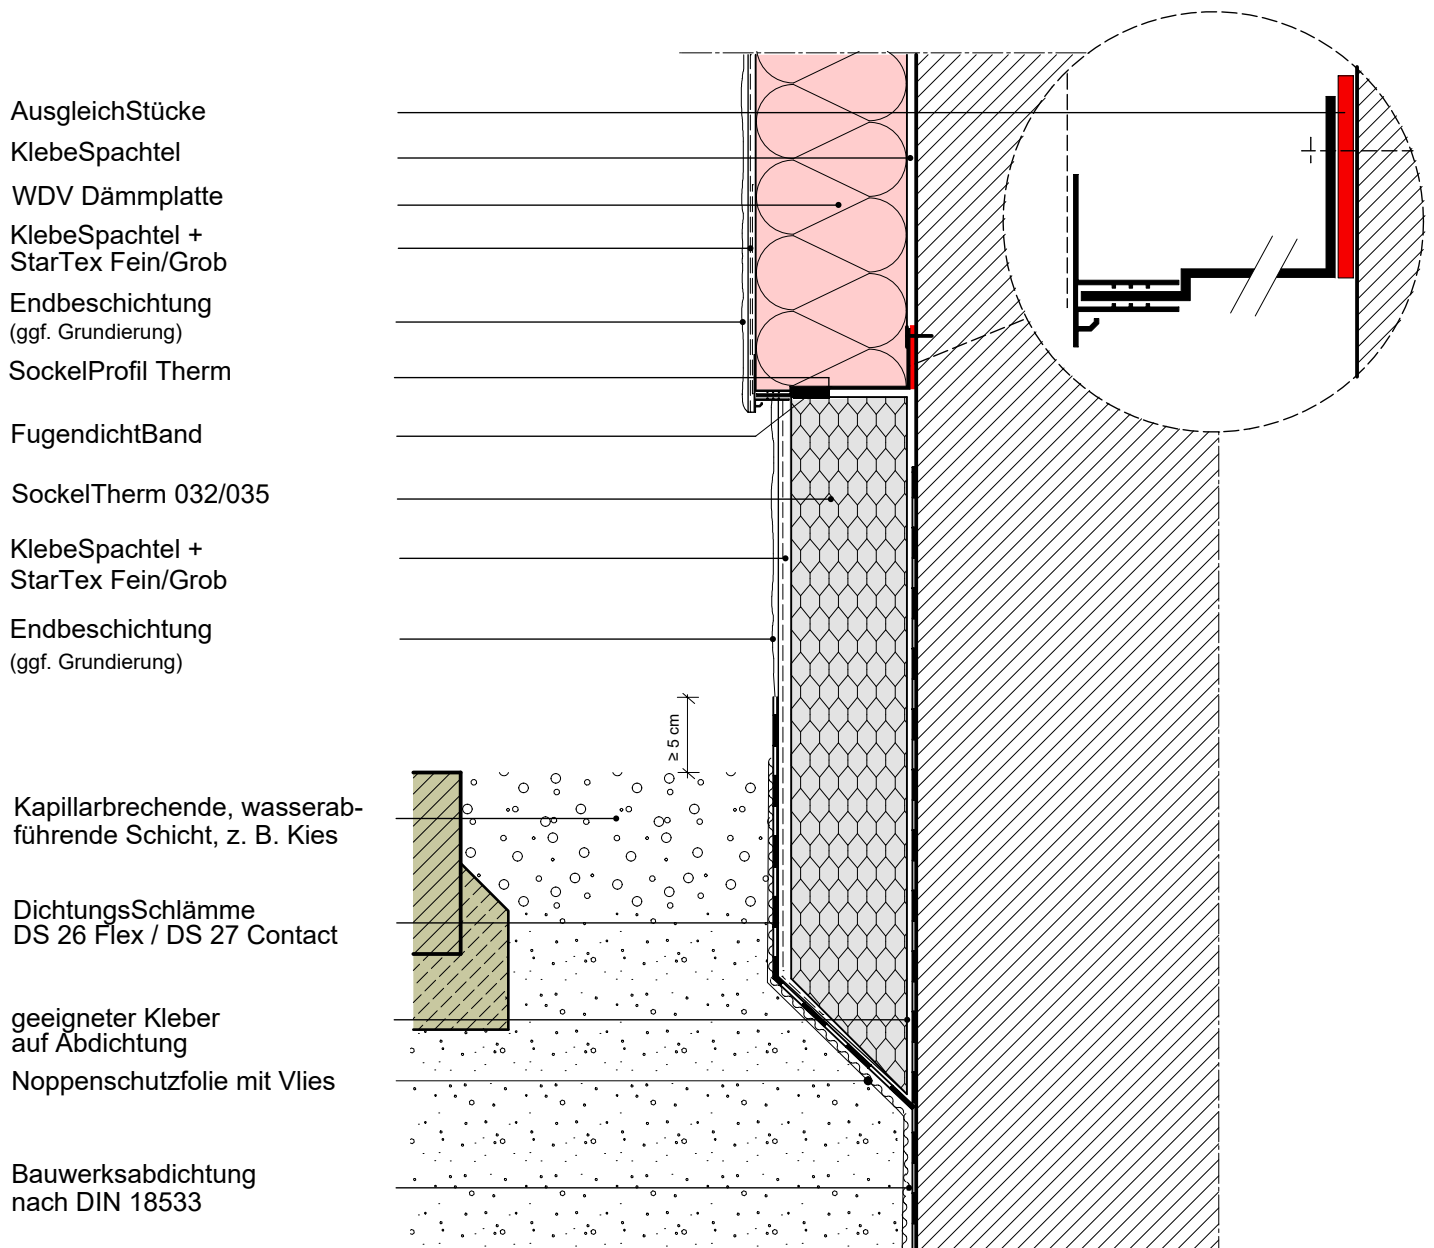 AusgleichStücke
KlebeSpachtel
WDV Dämmplatte
KlebeSpachtel +
StarTex Fein/Grob
Endbeschichtung
(ggf. Grundierung)
SockelProfil Therm
FugendichtBand
SockelTherm 032/035
KlebeSpachtel +
StarTex Fein/Grob
Endbeschichtung
(ggf. Grundierung)
≥ 5 cm
Kapillarbrechende, wasserab-
führende Schicht, z. B. Kies
DichtungsSchlämme
DS 26 Flex / DS 27 Contact
geeigneter Kleber
auf Abdichtung
Noppenschutzfolie mit Vlies
Bauwerksabdichtung
nach DIN 18533